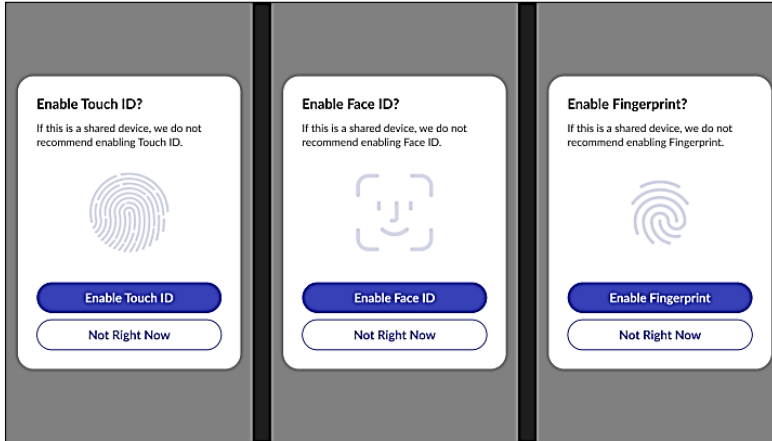 Enable Touch ID?
If this is a shared device, we do not
recommend enabling Touch ID.
Enable Touch ID
Not Right Now
Enable Face ID?
If this is a shared device, we do not
recommend enabling Face ID.
Enable Face ID
Not Right Now
Enable Fingerprint?
If this is a shared device, we do not
recommend enabling Fingerprint.
Enable Fingerprint
Not Right Now